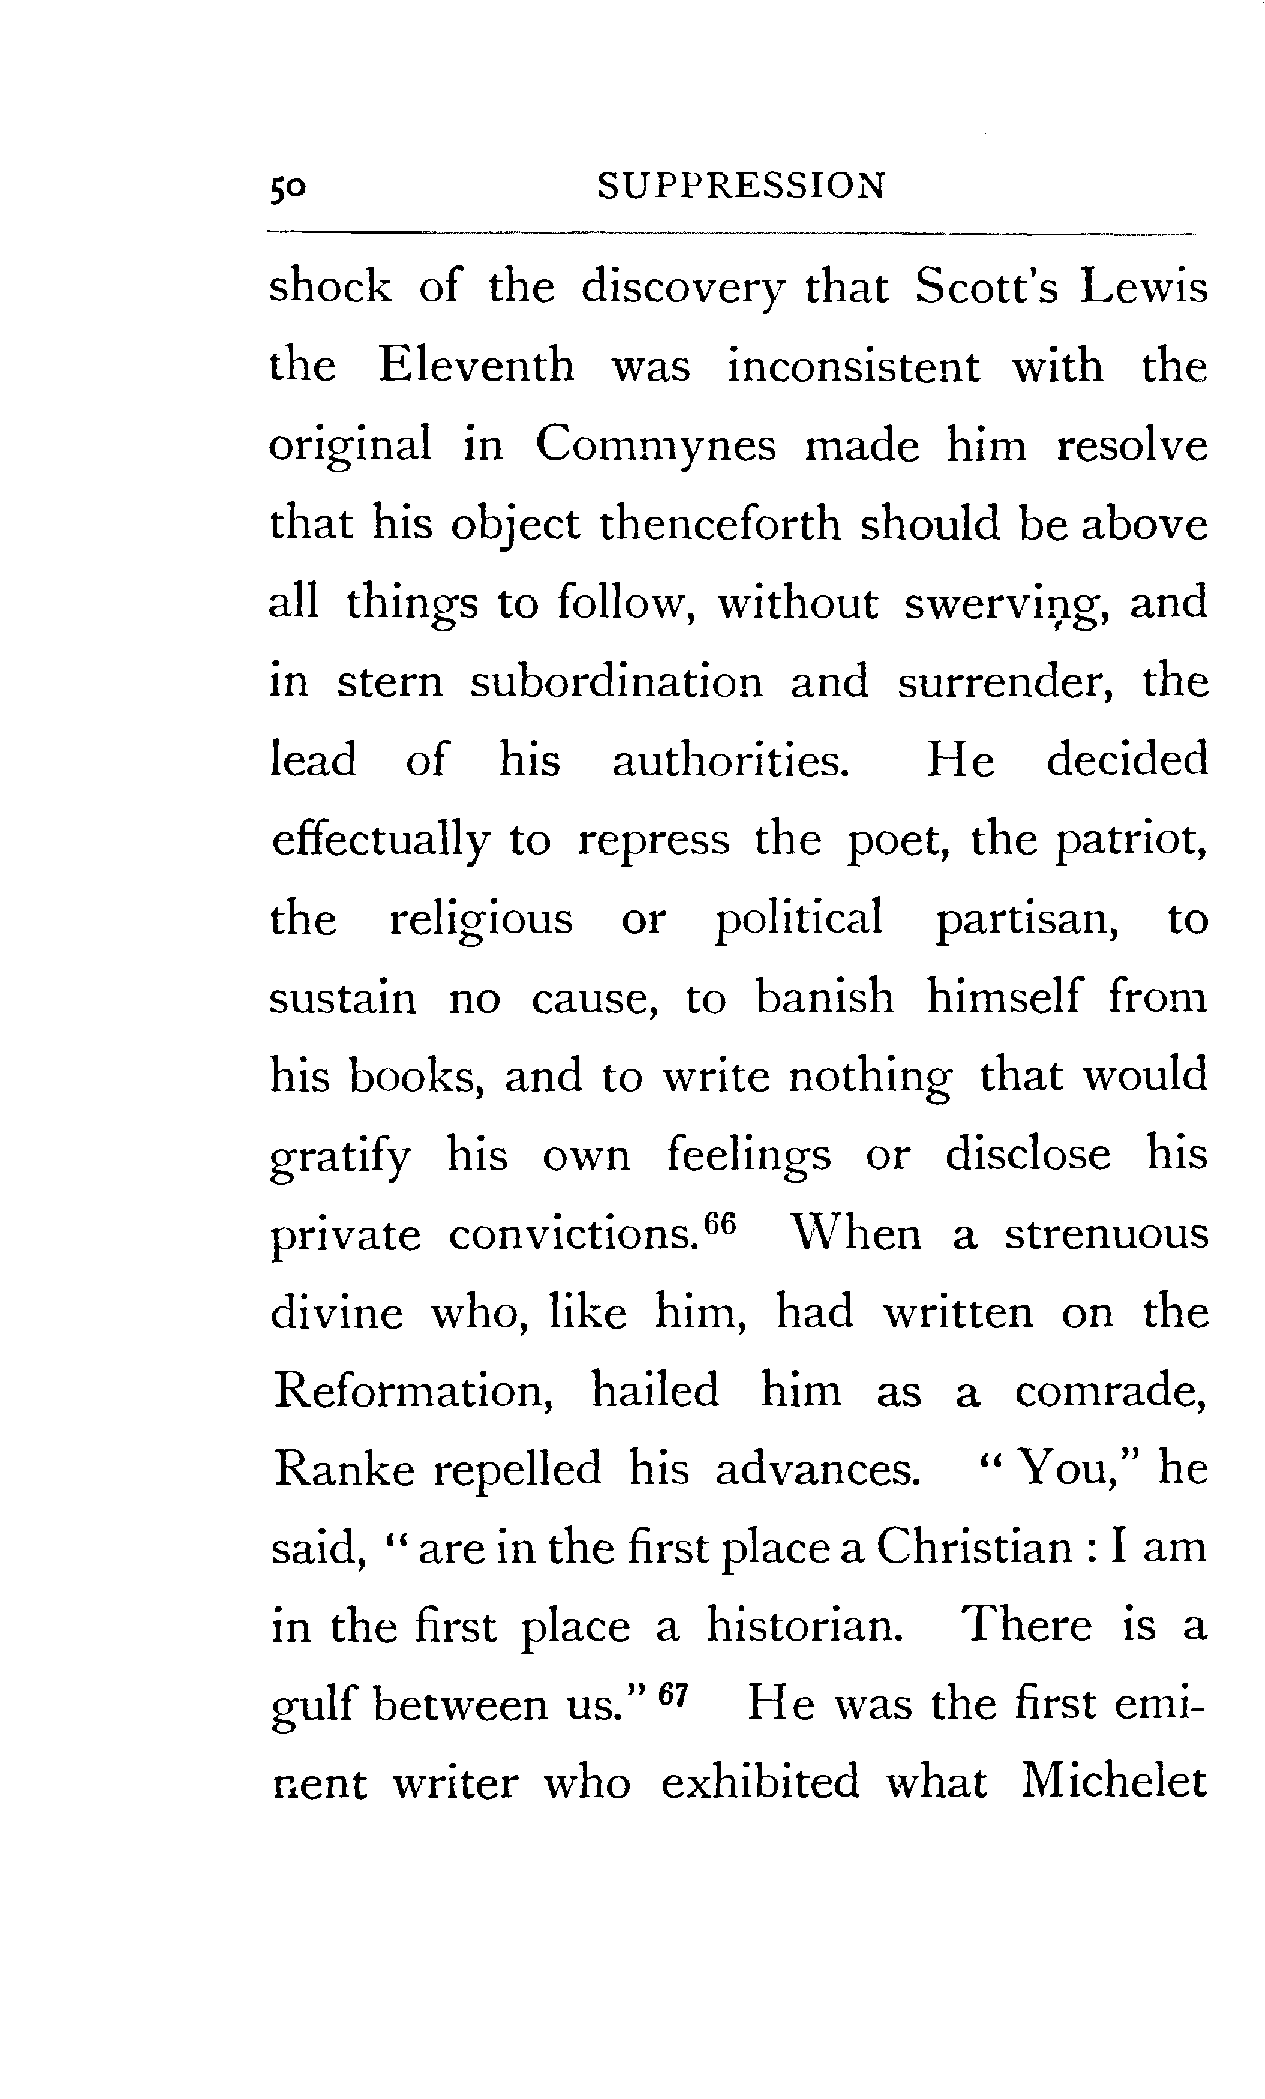 50 SUPPRESSION
shock of the discovery that Scott's Lewis
the Eleventh was inconsistent with the
original in Commynes made him resolve
that his object thenceforth should be above
all things to follow, without swerving, and
in stern subordination and surrender, the
lead of his authorities. He decided
effectually to repress the poet, the patriot,
the religious or political partisan, to
sustain no cause, to banish himself from
his books, and to write nothing that would
gratify his own feelings or disclose his
private convictions.⁶⁶ When a strenuous
divine who, like him, had written on the
Reformation, hailed him as a comrade,
Ranke repelled his advances. " You," he
said, " are in the first place a Christian : I am
in the first place a historian. There is a
gulf between us." ⁶⁷ He was the first emi-
nent writer who exhibited what Michelet